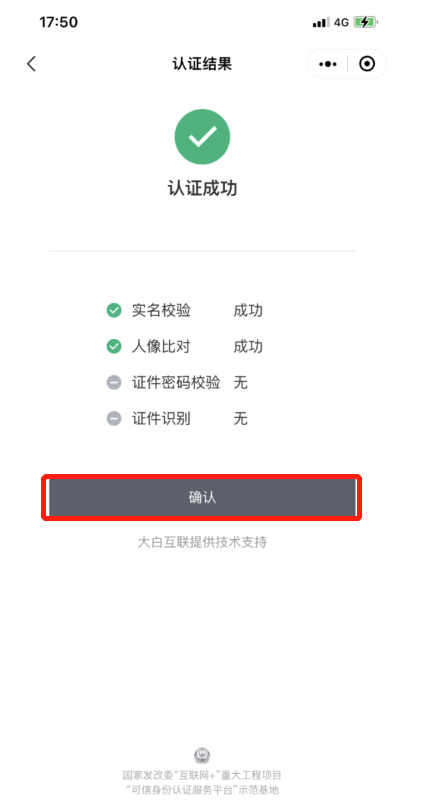 17:50
4G
认证结果
认证成功
实名校验 成功
人像比对 成功
证件密码校验 无
证件识别 无
确认
大白互联提供技术支持
国家发改委“互联网+”重大工程项目
“可信身份认证服务平台”示范基地